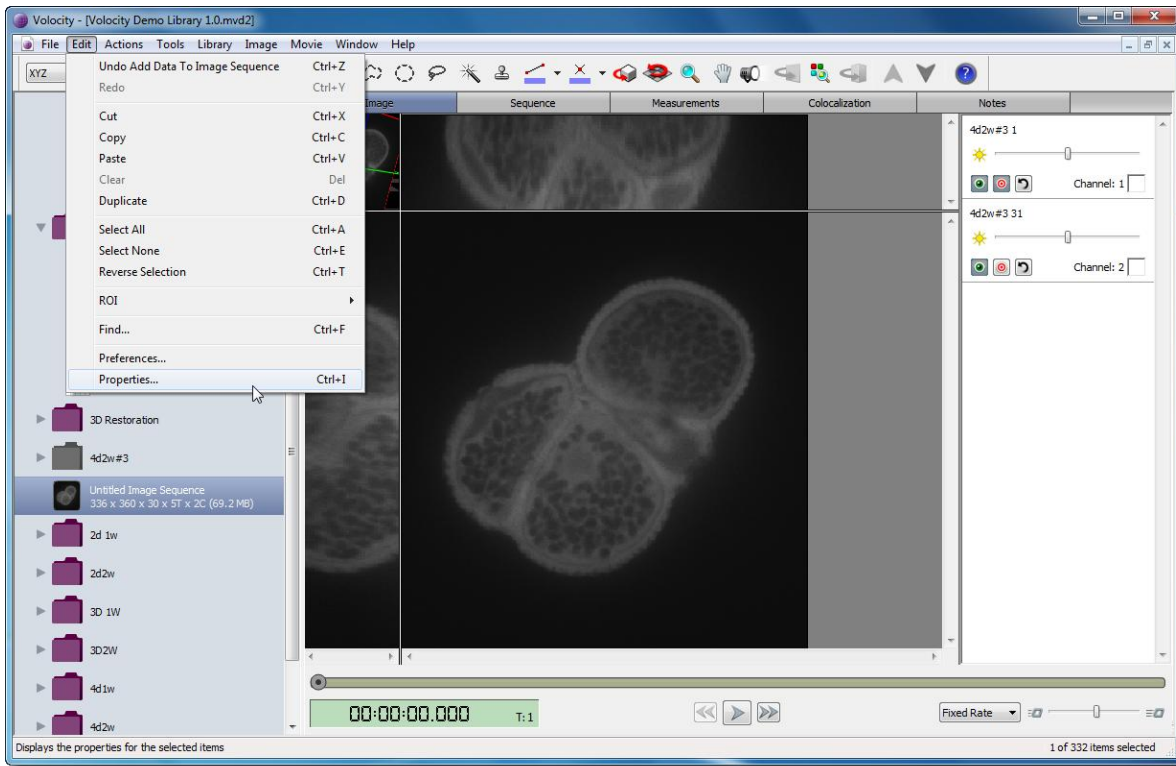 Volocity - [Volocity Demo Library 1.0.mvd2]
File Edit Actions Tools Library Image Movie Window Help
XYZ
Undo Add Data To Image Sequence Ctrl+Z
Redo Ctrl+Y
Cut Ctrl+X
Copy Ctrl+C
Paste Ctrl+V
Clear Del
Duplicate Ctrl+D
Select All Ctrl+A
Select None Ctrl+E
Reverse Selection Ctrl+T
ROI
Find... Ctrl+F
Preferences...
Properties... Ctrl+I
Image Sequence Measurements Colocalization Notes
4d2w#3 1
Channel: 1
4d2w#3 31
Channel: 2
3D Restoration
4d2w#3
Untitled Image Sequence
336 x 360 x 30 x 5T x 2C (69.2 MB)
2d 1w
2d2w
3D 1W
3D2W
4d1w
4d2w
00:00:00.000 T: 1
Fixed Rate
Displays the properties for the selected items
1 of 332 items selected